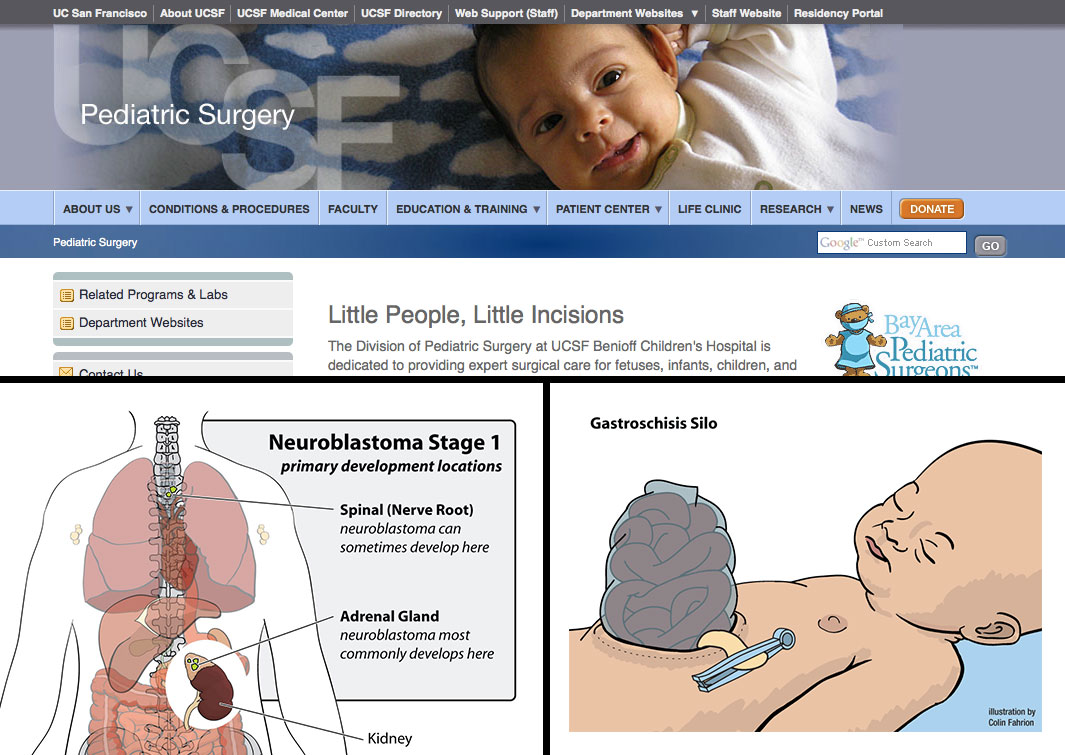 UC San Francisco About UCSF UCSF Medical Center UCSF Directory Web Support (Staff) Department Websites ▼ Staff Website Residency Portal
UCSF
Pediatric Surgery
ABOUT US ▼ CONDITIONS & PROCEDURES FACULTY EDUCATION & TRAINING ▼ PATIENT CENTER ▼ LIFE CLINIC RESEARCH ▼ NEWS DONATE
Pediatric Surgery
Google™ Custom Search GO
Related Programs & Labs
Department Websites
Contact Us
Little People, Little Incisions
The Division of Pediatric Surgery at UCSF Benioff Children's Hospital is
dedicated to providing expert surgical care for fetuses, infants, children, and
Bay Area
Pediatric
Surgeons™
Neuroblastoma Stage 1
primary development locations
Spinal (Nerve Root)
neuroblastoma can
sometimes develop here
Adrenal Gland
neuroblastoma most
commonly develops here
Kidney
Gastroschisis Silo
illustration by
Colin Fahrion